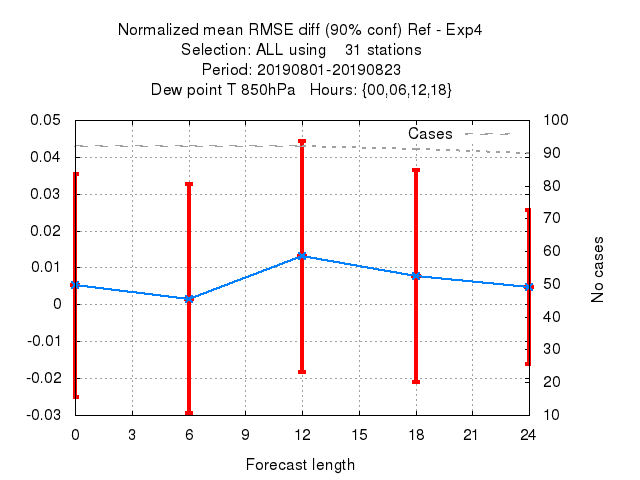 Normalized mean RMSE diff (90% conf) Ref - Exp4
Selection: ALL using 31 stations
Period: 20190801-20190823
Dew point T 850hPa Hours: {00,06,12,18}
Cases
0.05
0.04
0.03
0.02
0.01
0
-0.01
-0.02
-0.03
100
90
80
70
60
50
40
30
20
10
No cases
0 3 6 9 12 15 18 21 24
Forecast length